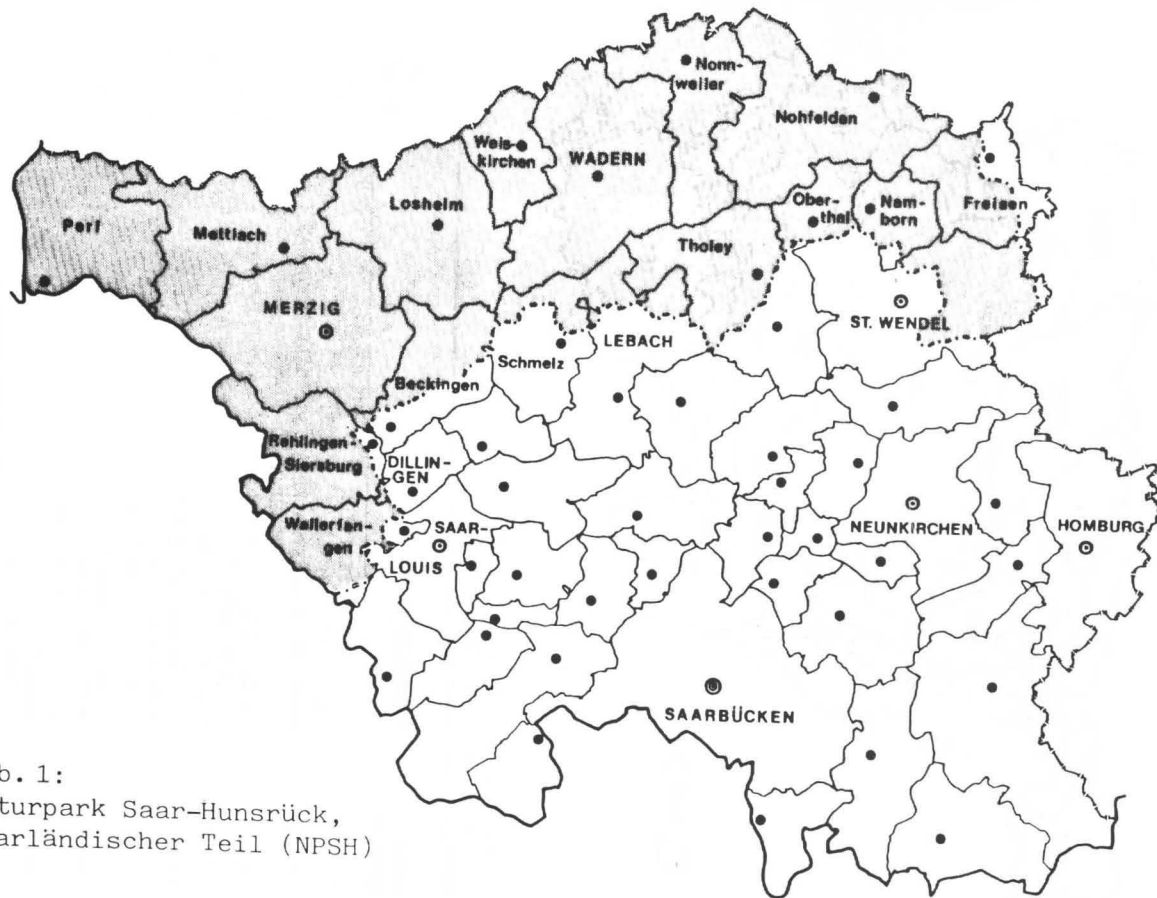 Nonn-
weiler
Nohfelden
Weis-
kirchen
WADERN
Losheim
Ober-
thal
Nam-
born
Freisen
Perl
Mettlach
Tholey
MERZIG
ST. WENDEL
LEBACH
Schmelz
Beckingen
Rehlingen-
Siersburg
DILLIN-
GEN
Wallerfan-
gen
SAAR-
LOUIS
NEUNKIRCHEN
HOMBURG
SAARBÜCKEN
b. 1:
turpark Saar-Hunsrück,
arländischer Teil (NPSH)